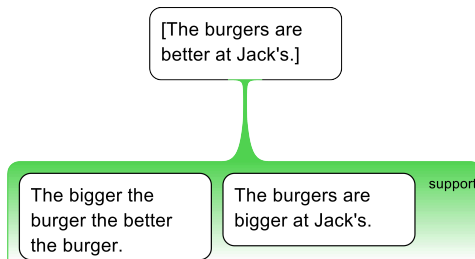 [The burgers are
better at Jack's.]
The bigger the
burger the better
the burger.
The burgers are
bigger at Jack's.
support